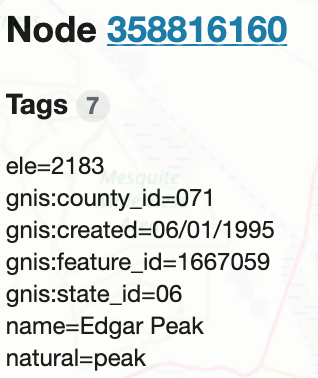 Node 358816160
Tags 7
ele=2183
Mesquite
gnis:county_id=071
gnis:created=06/01/1995
gnis:feature_id=1667059
gnis:state_id=06
name=Edgar Peak
natural=peak